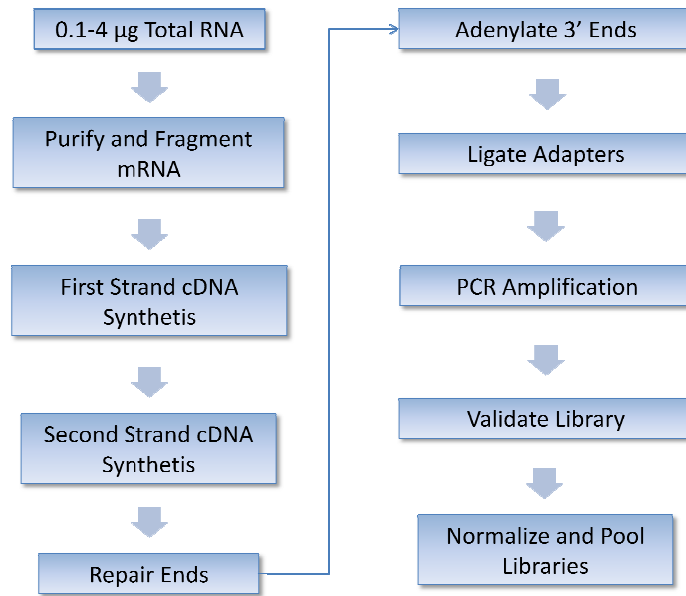 0.1-4 µg Total RNA
Purify and Fragment
mRNA
First Strand cDNA
Synthetis
Second Strand cDNA
Synthetis
Repair Ends
Adenylate 3’ Ends
Ligate Adapters
PCR Amplification
Validate Library
Normalize and Pool
Libraries